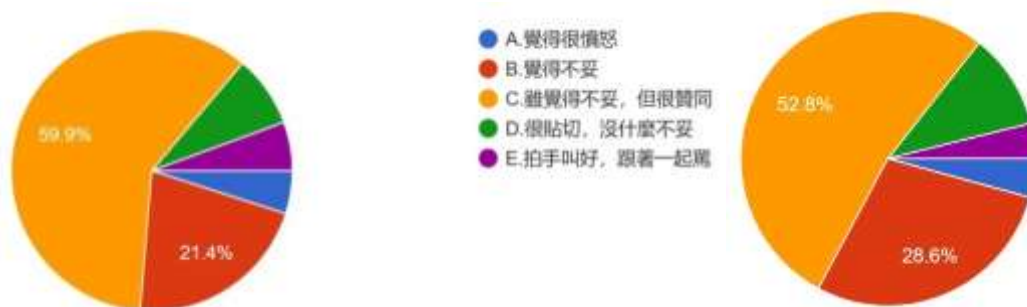 59.9%
21.4%
A.覺得很憤怒
B.覺得不妥
C.雖覺得不妥，但很贊同
D.很貼切，沒什麼不妥
E.拍手叫好，跟著一起罵
52.8%
28.6%